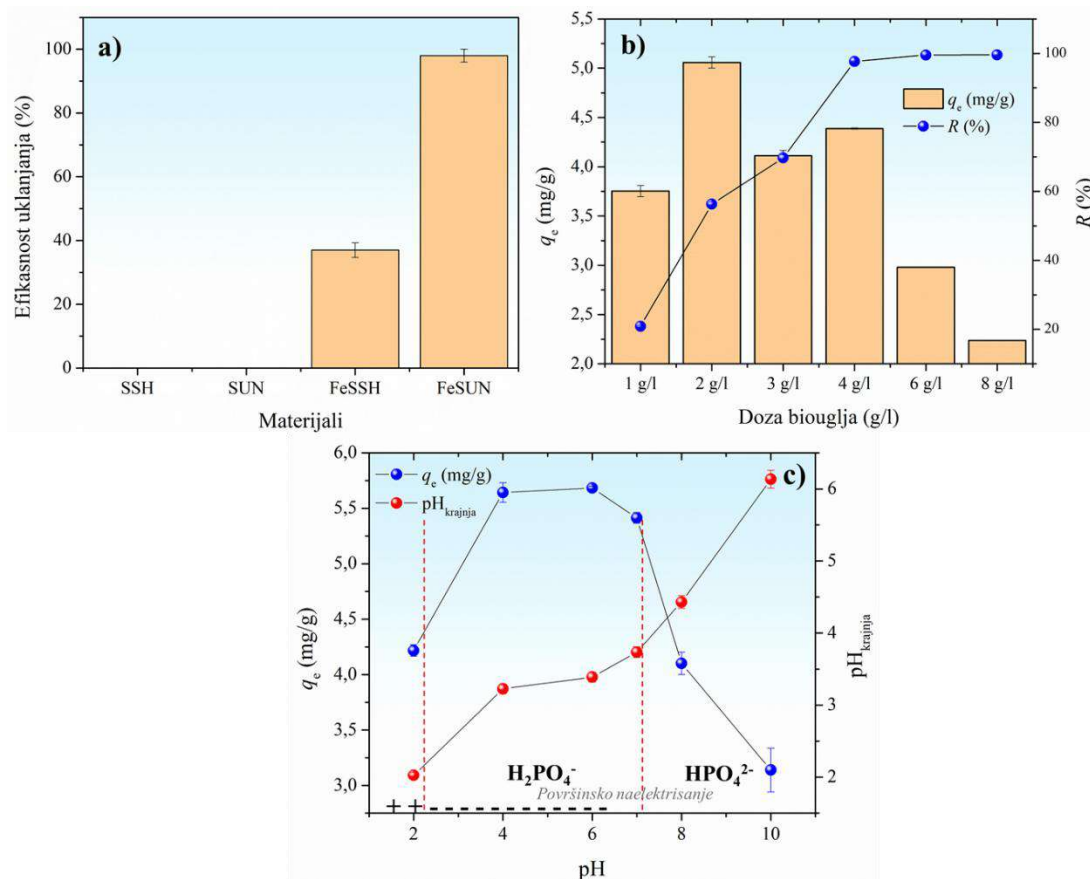 a)
Efikasnost uklanjanja (%)
100
80
60
40
20
0
SSH SUN FeSSH FeSUN
Materijali
b)
qe (mg/g)
5,5
5,0
4,5
4,0
3,5
3,0
2,5
2,0
qe (mg/g)
R (%)
R (%)
100
80
60
40
20
1 g/l 2 g/l 3 g/l 4 g/l 6 g/l 8 g/l
Doza biouglja (g/l)
c)
qe (mg/g)
6,0
5,5
5,0
4,5
4,0
3,5
3,0
qe (mg/g)
pHkrajnja
pHkrajnja
6
5
4
3
2
H2PO4- HPO42-
Površinsko naelektrisanje
+ +
2 4 6 8 10
pH